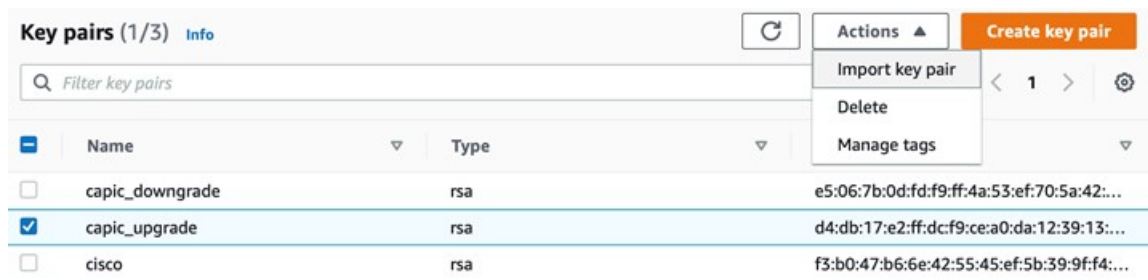 Key pairs (1/3) Info Actions ▲ Create key pair
Filter key pairs Import key pair < 1 >
Delete
Name Type Manage tags
capic_downgrade rsa e5:06:7b:0d:fd:f9:ff:4a:53:ef:70:5a:42:...
capic_upgrade rsa d4:db:17:e2:ff:dc:f9:ce:a0:da:12:39:13:...
cisco rsa f3:b0:47:b6:6e:42:55:45:ef:5b:39:9f:f4:...